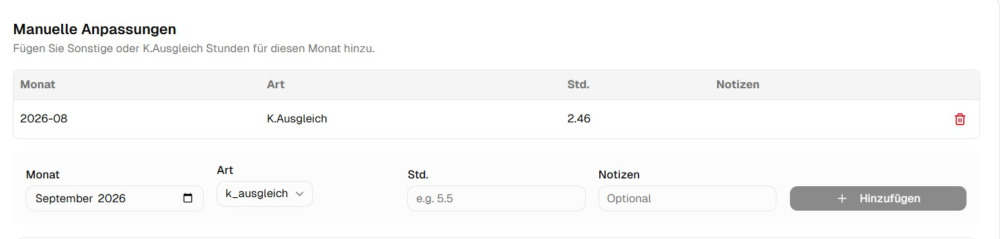 Manuelle Anpassungen
Fügen Sie Sonstige oder K.Ausgleich Stunden für diesen Monat hinzu.
Monat Art Std. Notizen
2026-08 K.Ausgleich 2.46
Monat Art Std. Notizen
September 2026 k_ausgleich e.g. 5.5 Optional + Hinzufügen